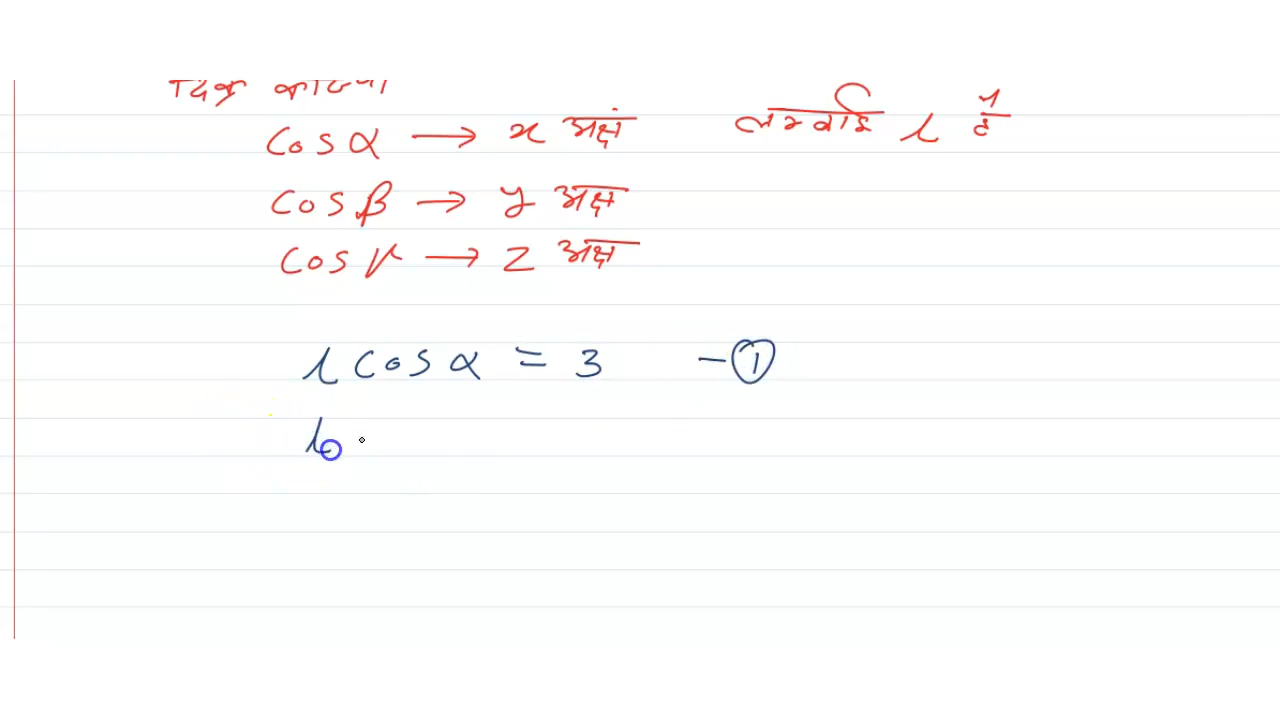 cos α → x अक्ष लम्बाई l
cos β → y अक्ष
cos γ → z अक्ष
l cos α = 3 - ①
l